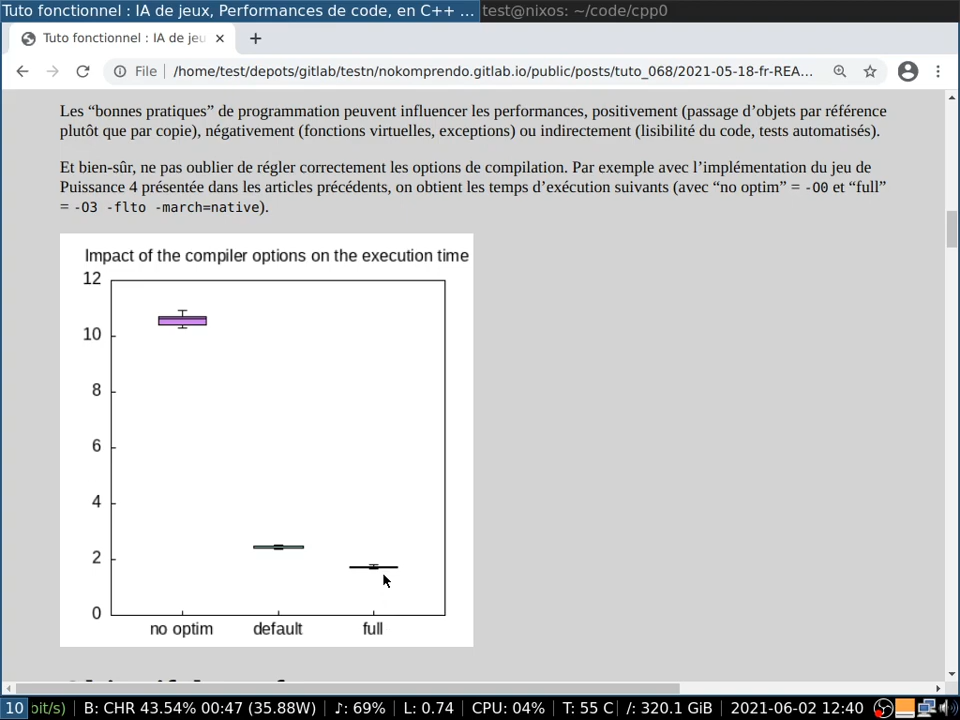 Tuto fonctionnel : IA de jeux, Performances de code, en C++ ... test@nixos: ~/code/cpp0
Tuto fonctionnel : IA de jeu
File /home/test/depots/gitlab/testn/nokomprendo.gitlab.io/public/posts/tuto_068/2021-05-18-fr-REA...
Les “bonnes pratiques” de programmation peuvent influencer les performances, positivement (passage d’objets par référence
plutôt que par copie), négativement (fonctions virtuelles, exceptions) ou indirectement (lisibilité du code, tests automatisés).
Et bien-sûr, ne pas oublier de régler correctement les options de compilation. Par exemple avec l’implémentation du jeu de
Puissance 4 présentée dans les articles précédents, on obtient les temps d’exécution suivants (avec “no optim” = -O0 et “full”
= -O3 -flto -march=native).
Impact of the compiler options on the execution time
12
10
8
6
4
2
0
no optim default full
10 bit/s) | B: CHR 43.54% 00:47 (35.88W) | ♪: 69% | L: 0.74 | CPU: 04% | T: 55 C | /: 320.1 GiB | 2021-06-02 12:40